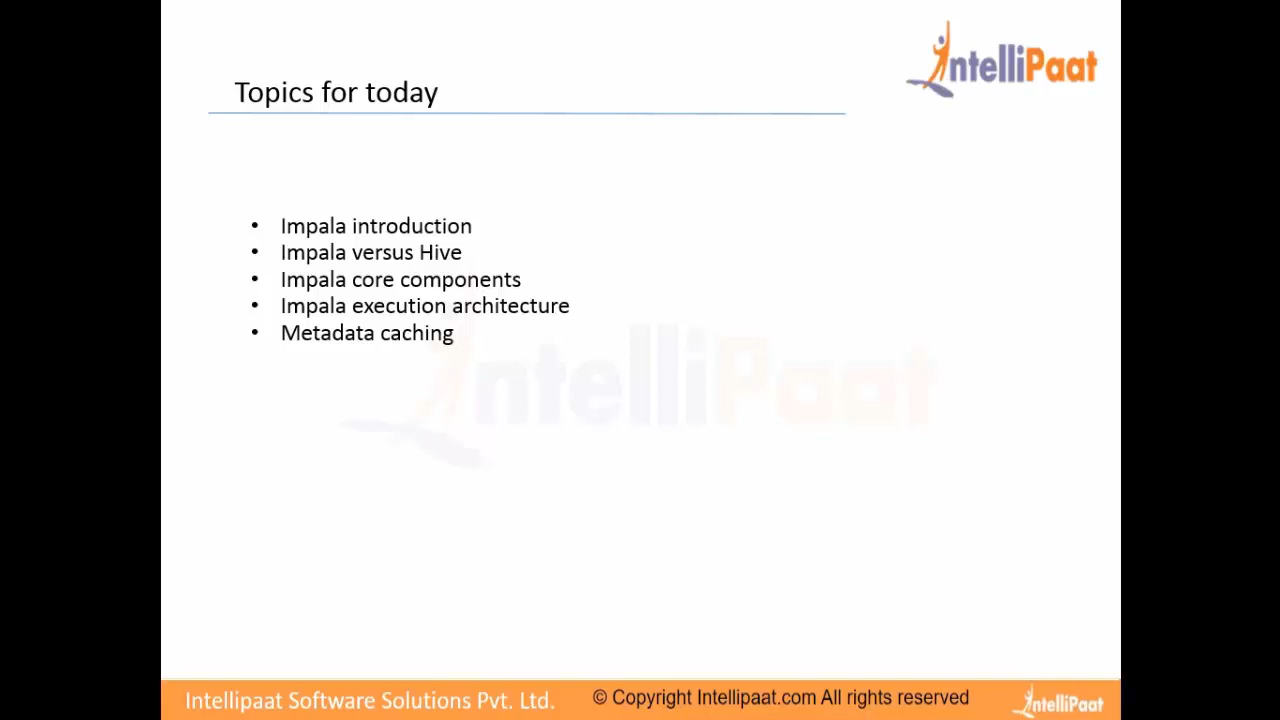 IntelliPaat
Topics for today
• Impala introduction
• Impala versus Hive
• Impala core components
• Impala execution architecture
• Metadata caching
IntelliPaat
Intellipaat Software Solutions Pvt. Ltd.
© Copyright Intellipaat.com All rights reserved
IntelliPaat